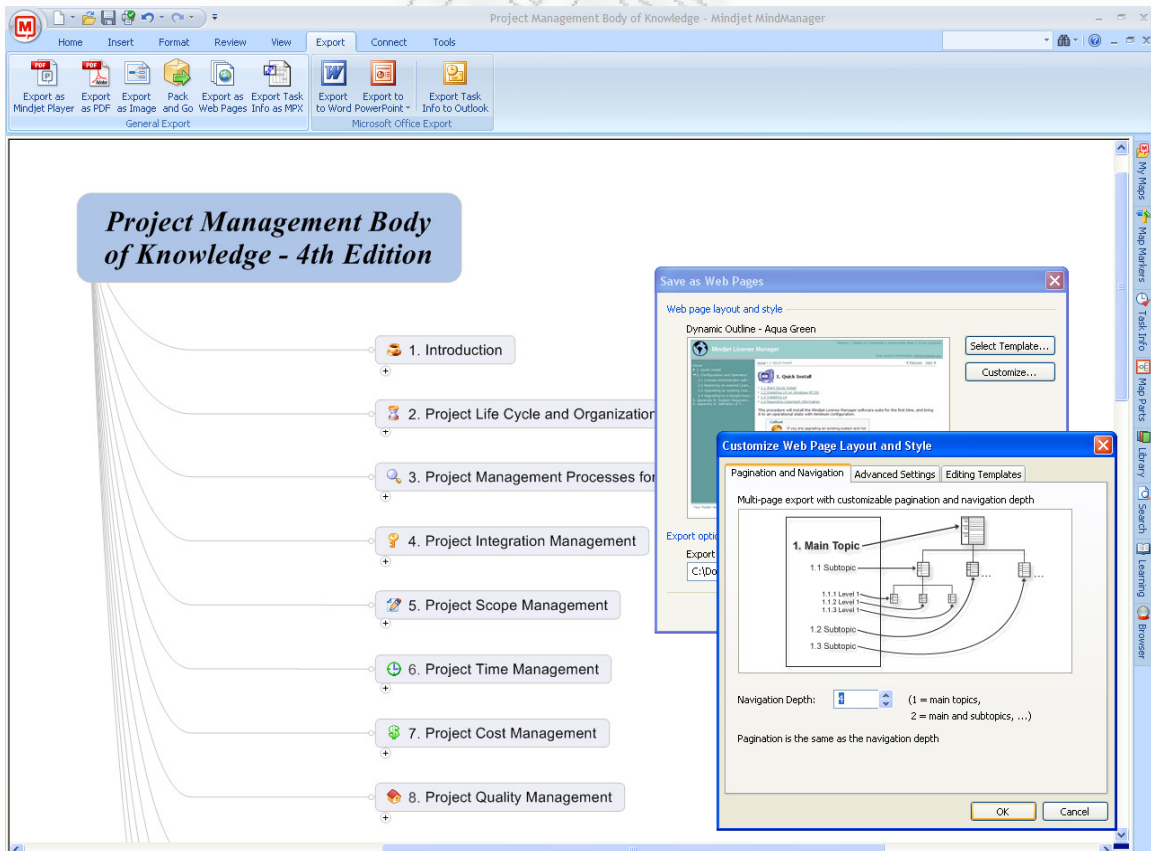 Project Management Body of Knowledge - Mindjet MindManager
Home Insert Format Review View Export Connect Tools
Export as Mindjet Player
Export as PDF
Export as Image
Pack and Go
Export as Web Pages
Export Task Info as MPX
General Export
Export to Word
Export to PowerPoint
Export Task Info to Outlook
Microsoft Office Export
Project Management Body
of Knowledge - 4th Edition
1. Introduction
2. Project Life Cycle and Organization
3. Project Management Processes for
4. Project Integration Management
5. Project Scope Management
6. Project Time Management
7. Project Cost Management
8. Project Quality Management
Save as Web Pages
Web page layout and style
Dynamic Outline - Aqua Green
Mindjet License Manager
1. Quick Install
Select Template...
Customize...
Export optio
Export
C:\Do
Customize Web Page Layout and Style
Pagination and Navigation Advanced Settings Editing Templates
Multi-page export with customizable pagination and navigation depth
1. Main Topic
1.1 Subtopic
1.1.1 Level 1
1.1.2 Level 1
1.1.3 Level 1
1.2 Subtopic
1.3 Subtopic
Navigation Depth: 4 (1 = main topics,
2 = main and subtopics, ...)
Pagination is the same as the navigation depth
OK Cancel
My Maps
Map Markers
Task Info
Map Parts
Library
Search
Learning
Browser